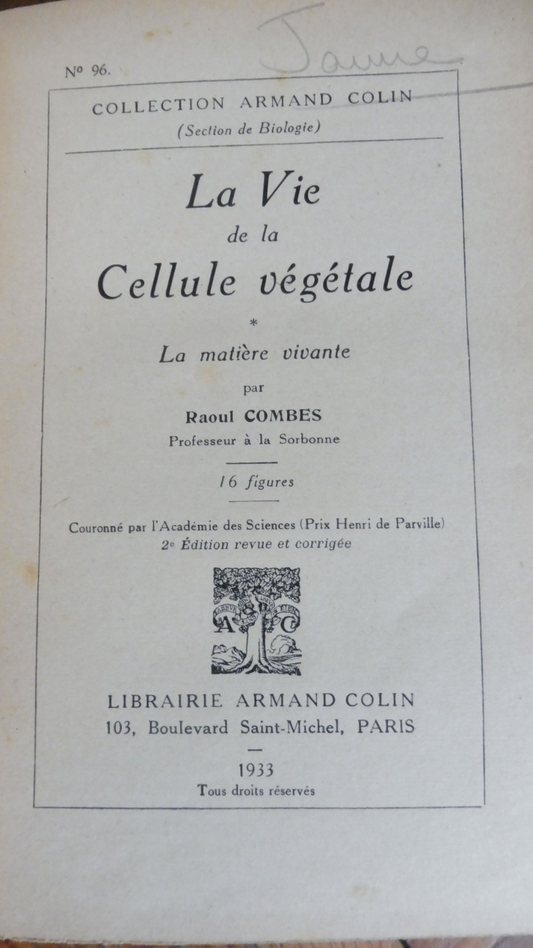 Nº 96.
COLLECTION ARMAND COLIN
(Section de Biologie)
La Vie
de la
Cellule végétale
*
La matière vivante
par
Raoul COMBES
Professeur à la Sorbonne
16 figures
Couronné par l'Académie des Sciences (Prix Henri de Parville)
2e Édition revue et corrigée
A C
LIBRAIRIE ARMAND COLIN
103, Boulevard Saint-Michel, PARIS
1933
Tous droits réservés